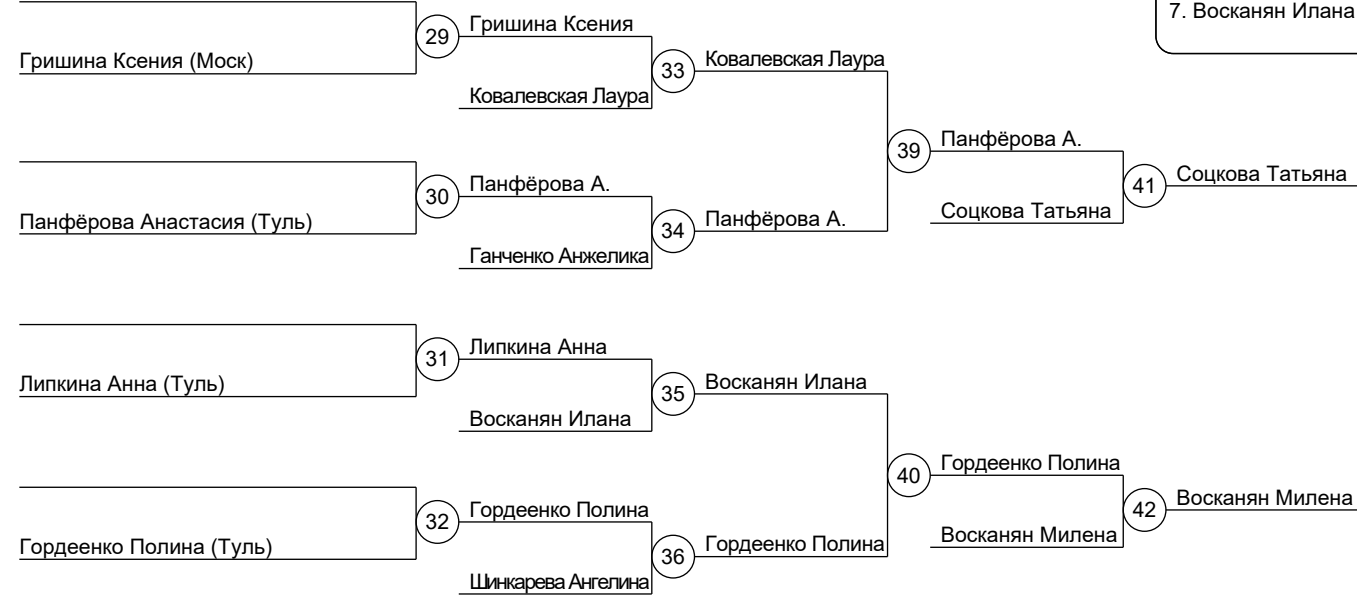 7. Восканян Илана
29
Гришина Ксения
Гришина Ксения (Моск)
33
Ковалевская Лаура
Ковалевская Лаура
39
Панфёрова А.
30
Панфёрова А.
41
Соцкова Татьяна
Панфёрова Анастасия (Туль)
34
Панфёрова А.
Соцкова Татьяна
Ганченко Анжелика
31
Липкина Анна
Липкина Анна (Туль)
35
Восканян Илана
Восканян Илана
40
Гордеенко Полина
32
Гордеенко Полина
42
Восканян Милена
Гордеенко Полина (Туль)
36
Гордеенко Полина
Восканян Милена
Шинкарева Ангелина